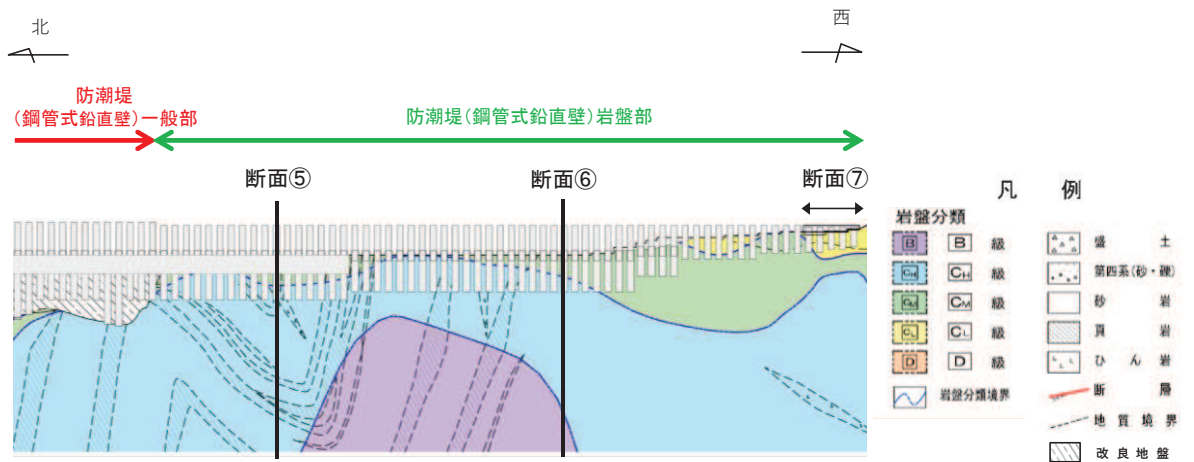 北
西
防潮堤
(鋼管式鉛直壁)一般部
防潮堤(鋼管式鉛直壁)岩盤部
断面⑤
断面⑥
断面⑦
凡 例
岩盤分類
B B 級
CH CH 級
CM CM 級
CL CL 級
D D 級
岩盤分類境界
盛 土
第四系(砂・礫)
砂 岩
頁 岩
ひ ん 岩
断 層
地 質 境 界
改 良 地 盤